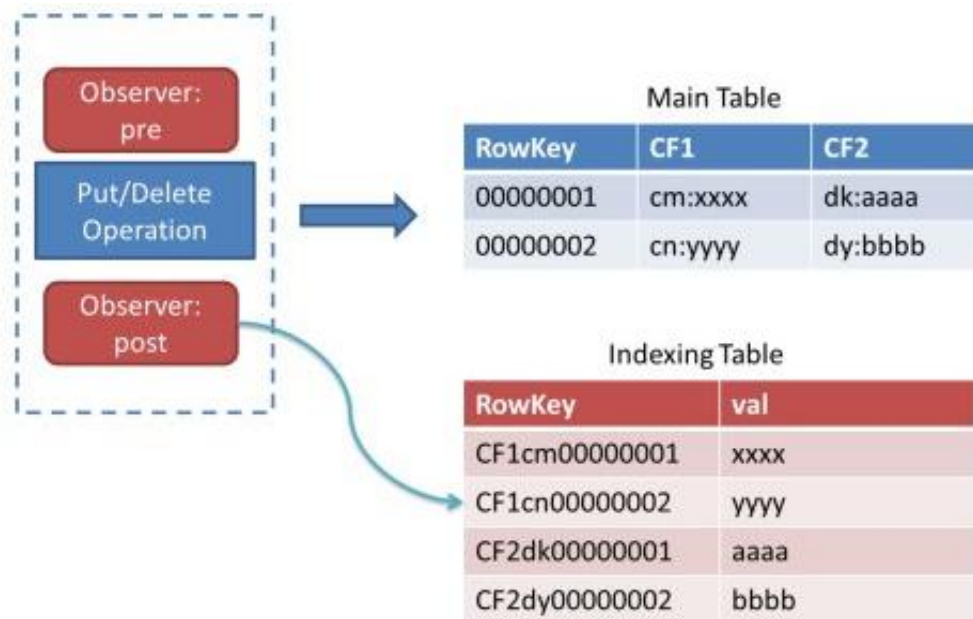 Observer:
pre
Put/Delete
Operation
Observer:
post
Main Table
RowKey CF1 CF2
00000001 cm:xxxx dk:aaaa
00000002 cn:yyyy dy:bbbb
Indexing Table
RowKey val
CF1cm00000001 xxxx
CF1cn00000002 yyyy
CF2dk00000001 aaaa
CF2dy00000002 bbbb